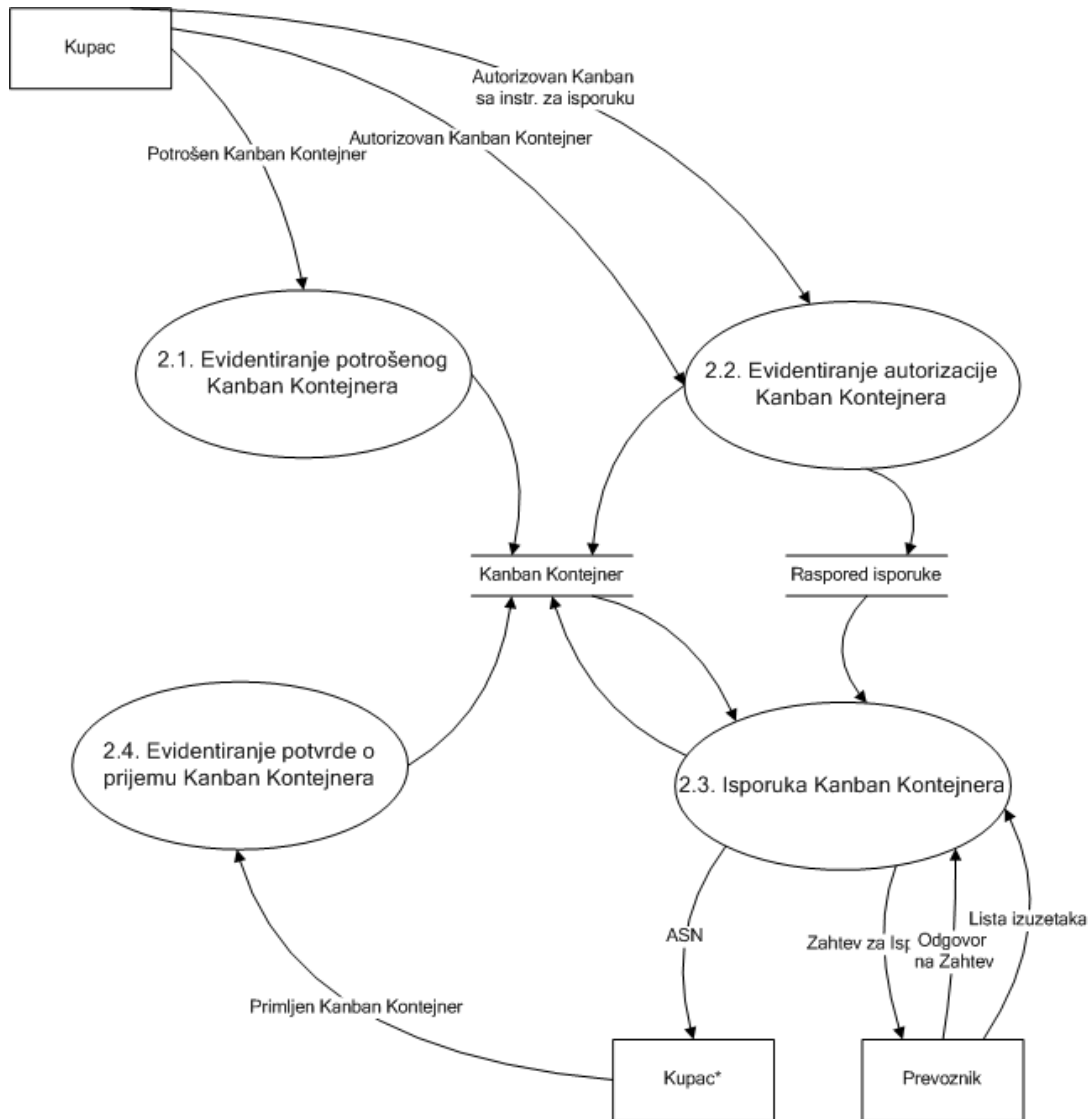 Kupac
Autorizovan Kanban
sa instr. za isporuku
Autorizovan Kanban Kontejner
Potrošen Kanban Kontejner
2.1. Evidentiranje potrošenog
Kanban Kontejnera
2.2. Evidentiranje autorizacije
Kanban Kontejnera
Kanban Kontejner
Raspored isporuke
2.4. Evidentiranje potvrde o
prijemu Kanban Kontejnera
2.3. Isporuka Kanban Kontejnera
Lista izuzetaka
ASN
Zahtev za
Odgovor
na Zahtev
Primljen Kanban Kontejner
Kupac*
Prevoznik